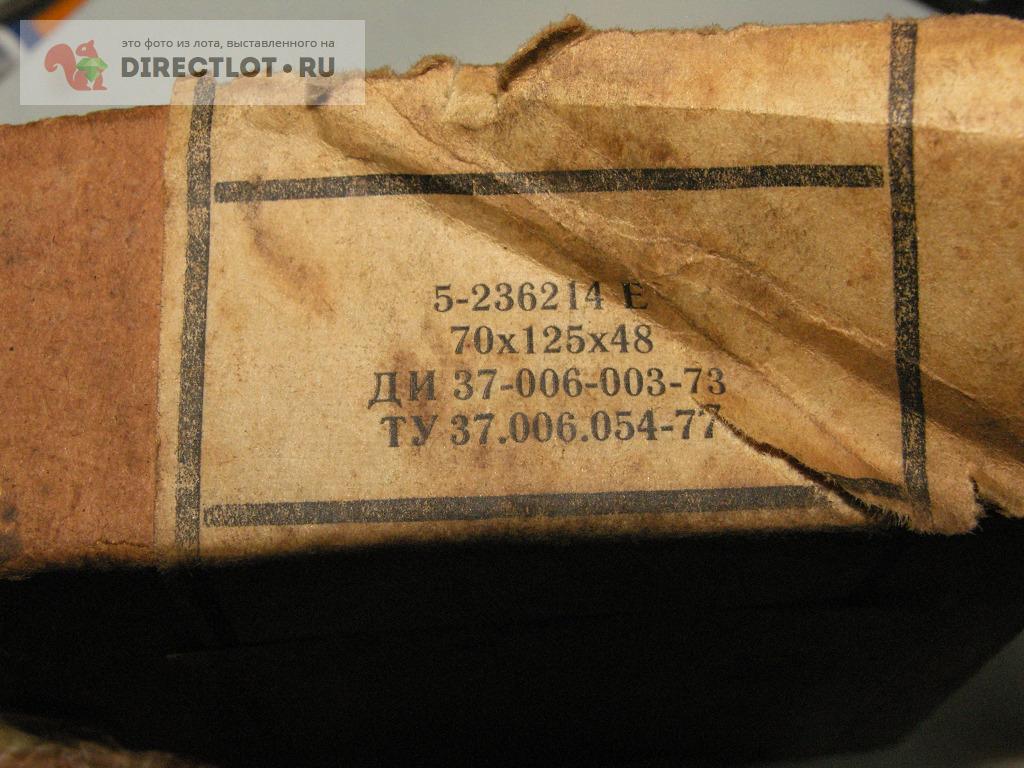 это фото из лота, выставленного на
DIRECTLOT.RU
5-236214 Е
70х125х48
ДИ 37-006-003-73
ТУ 37.006.054-77